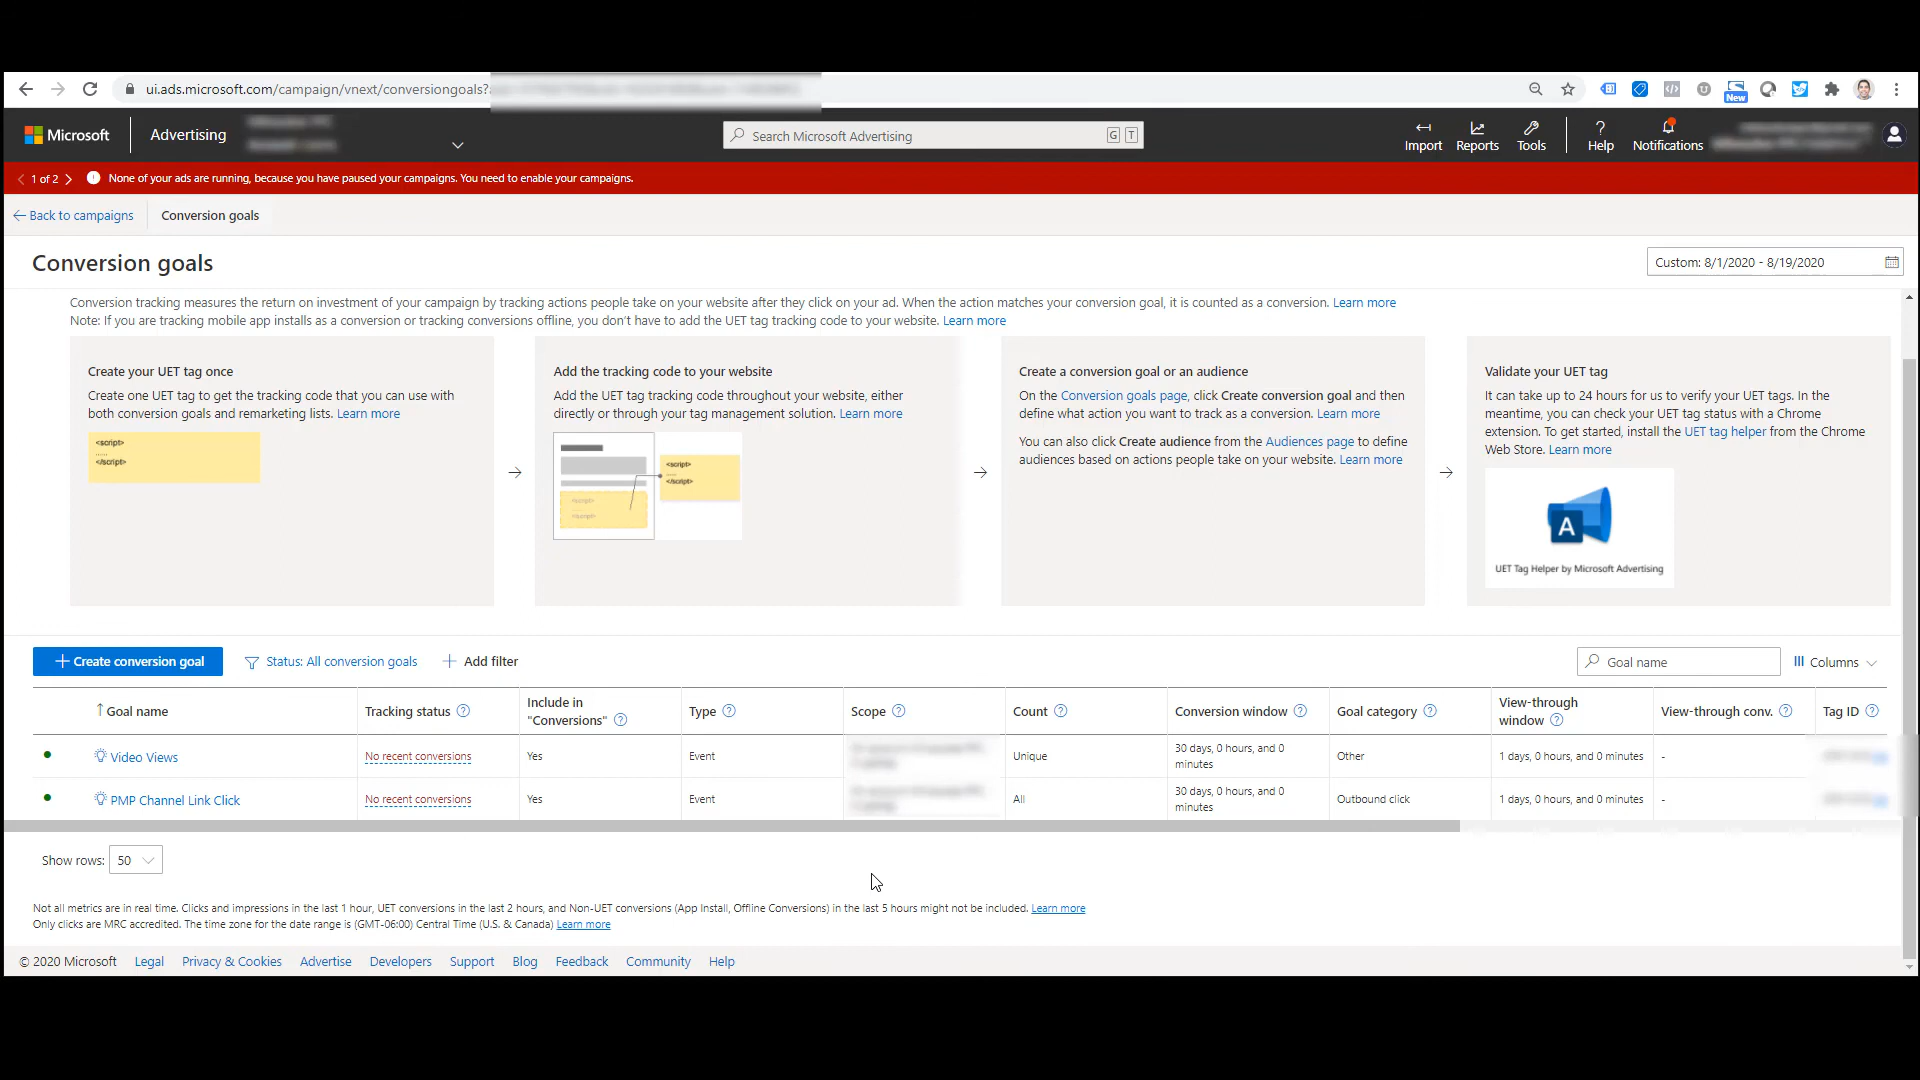 ui.ads.microsoft.com/campaign/vnext/conversiongoals?
New
Microsoft
Advertising
Search Microsoft Advertising
G T
Import
Reports
Tools
Help
Notifications
1 of 2
None of your ads are running, because you have paused your campaigns. You need to enable your campaigns.
Back to campaigns
Conversion goals
Conversion goals
Custom: 8/1/2020 - 8/19/2020
Conversion tracking measures the return on investment of your campaign by tracking actions people take on your website after they click on your ad. When the action matches your conversion goal, it is counted as a conversion. Learn more
Note: If you are tracking mobile app installs as a conversion or tracking conversions offline, you don't have to add the UET tag tracking code to your website. Learn more
Create your UET tag once
Create one UET tag to get the tracking code that you can use with
both conversion goals and remarketing lists. Learn more
<script>
.....
</script>
Add the tracking code to your website
Add the UET tag tracking code throughout your website, either
directly or through your tag management solution. Learn more
<script>
</script>
<script>
</script>
Create a conversion goal or an audience
On the Conversion goals page, click Create conversion goal and then
define what action you want to track as a conversion. Learn more
You can also click Create audience from the Audiences page to define
audiences based on actions people take on your website. Learn more
Validate your UET tag
It can take up to 24 hours for us to verify your UET tags. In the
meantime, you can check your UET tag status with a Chrome
extension. To get started, install the UET tag helper from the Chrome
Web Store. Learn more
A
UET Tag Helper by Microsoft Advertising
Create conversion goal
Status: All conversion goals
Add filter
Goal name
Columns
Goal name
Tracking status
Include in
"Conversions"
Type
Scope
Count
Conversion window
Goal category
View-through
window
View-through conv.
Tag ID
Video Views
No recent conversions
Yes
Event
Unique
30 days, 0 hours, and 0
minutes
Other
1 days, 0 hours, and 0 minutes
-
PMP Channel Link Click
No recent conversions
Yes
Event
All
30 days, 0 hours, and 0
minutes
Outbound click
1 days, 0 hours, and 0 minutes
-
Show rows: 50
Not all metrics are in real time. Clicks and impressions in the last 1 hour, UET conversions in the last 2 hours, and Non-UET conversions (App Install, Offline Conversions) in the last 5 hours might not be included. Learn more
Only clicks are MRC accredited. The time zone for the date range is (GMT-06:00) Central Time (U.S. & Canada) Learn more
© 2020 Microsoft
Legal
Privacy & Cookies
Advertise
Developers
Support
Blog
Feedback
Community
Help